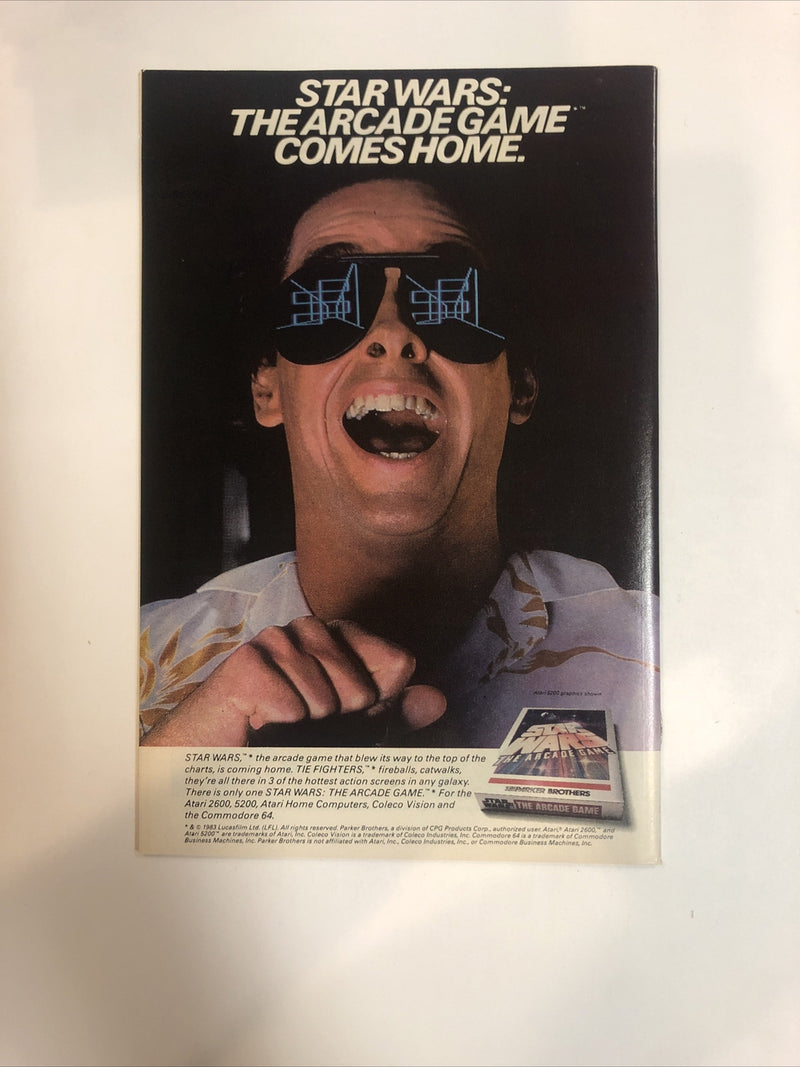 STAR WARS:
THE ARCADE GAME*™
COMES HOME.
Atari 5200 graphics shown
STAR WARS,™* the arcade game that blew its way to the top of the
charts, is coming home. TIE FIGHTERS,™* fireballs, catwalks,
they're all there in 3 of the hottest action screens in any galaxy.
There is only one STAR WARS: THE ARCADE GAME.™* For the
Atari 2600, 5200, Atari Home Computers, Coleco Vision and
the Commodore 64.
STAR
WARS
THE ARCADE GAME
PARKER BROTHERS
STAR WARS THE ARCADE GAME
* & © 1983 Lucasfilm Ltd. (LFL). All rights reserved. Parker Brothers, a division of CPG Products Corp., authorized user. Atari,® Atari 2600,™ and
Atari 5200™ are trademarks of Atari, Inc. Coleco Vision is a trademark of Coleco Industries, Inc. Commodore 64 is a trademark of Commodore
Business Machines, Inc. Parker Brothers is not affiliated with Atari, Inc., Coleco Industries, Inc., or Commodore Business Machines, Inc.